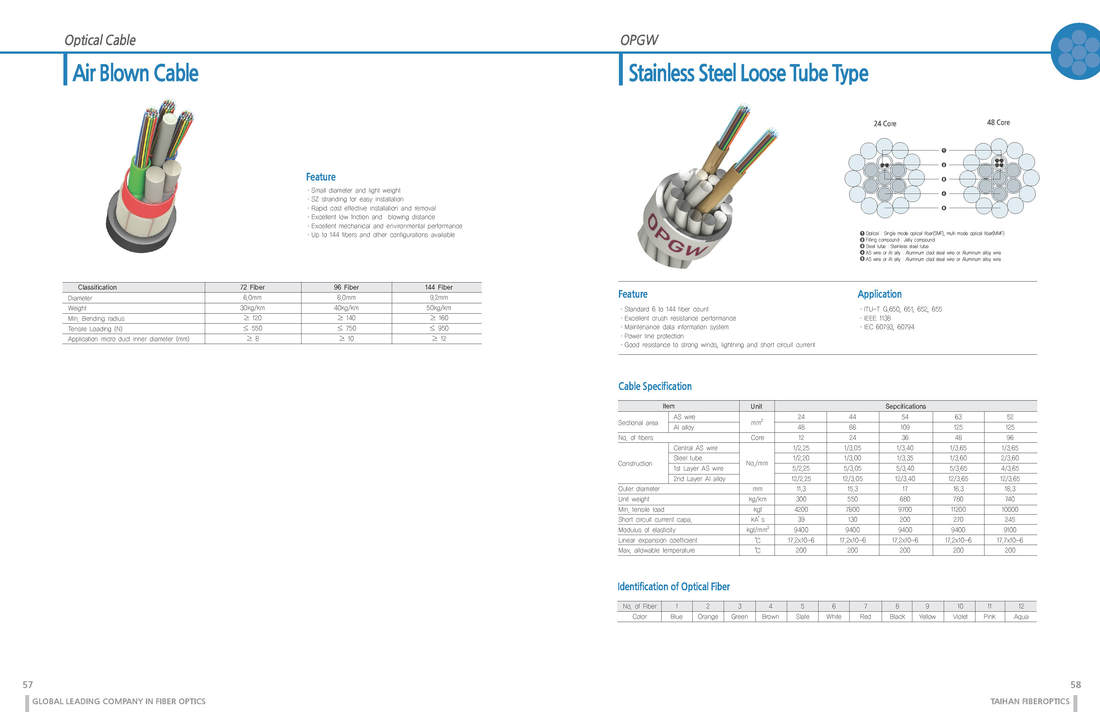 Optical Cable
Air Blown Cable
Feature
· Small diameter and light weight
· SZ stranding for easy installation
· Rapid cost effective installation and removal
· Excellent low friction and blowing distance
· Excellent mechanical and environmental performance
· Up to 144 fibers and other configurations available
Classification 72 Fiber 96 Fiber 144 Fiber
Diameter 6.0mm 8.0mm 9.2mm
Weight 30kg/km 40kg/km 50kg/km
Min. Bending radius ≥ 120 ≥ 140 ≥ 160
Tensile Loading (N) ≤ 550 ≤ 750 ≤ 950
Application micro duct inner diameter (mm) ≥ 8 ≥ 10 ≥ 12
57
GLOBAL LEADING COMPANY IN FIBER OPTICS
OPGW
Stainless Steel Loose Tube Type
OPGW
24 Core 48 Core
❶ Optical : Single mode optical fiber(SMF), multi mode optical fiber(MMF)
❷ Filling compound : Jelly compound
❸ Steel tube : Stainless steel tube
❹ AS wire or Al ally : Aluminum clad steel wire or Aluminum alloy wire
❺ AS wire or Al ally : Aluminum clad steel wire or Aluminum alloy wire
Feature
· Standard 6 to 144 fiber count
· Excellent crush resistance performance
· Maintenance data information system
· Power line protection
· Good resistance to strong winds, lightning and short circuit current
Application
· ITU-T G.650, 651, 652, 655
· IEEE 1138
· IEC 60793, 60794
Cable Specification
Item Unit Sepcifications
Sectional area AS wire mm² 24 44 54 63 52
Al alloy 48 88 109 125 125
No. of fibers Core 12 24 36 48 96
Construction Central AS wire No./mm 1/2.25 1/3.05 1/3.40 1/3.65 1/3.65
Steel tube 1/2.20 1/3.00 1/3.35 1/3.60 2/3.60
1st Layer AS wire 5/2.25 5/3.05 5/3.40 5/3.65 4/3.65
2nd Layer Al alloy 12/2.25 12/3.05 12/3.40 12/3.65 12/3.65
Outer diameter mm 11.3 15.3 17 18.3 18.3
Unit weight kg/km 300 550 680 780 740
Min. tensile load kgf 4200 7800 9700 11200 10000
Short circuit current capa. kA²s 39 130 200 270 245
Modulus of elasticity kgf/mm² 9400 9400 9400 9400 9100
Linear expansion coefficient ℃ 17.2x10-6 17.2x10-6 17.2x10-6 17.2x10-6 17.7x10-6
Max. allowable temperature ℃ 200 200 200 200 200
Identification of Optical Fiber
No. of Fiber 1 2 3 4 5 6 7 8 9 10 11 12
Color Blue Orange Green Brown Slate White Red Black Yellow Violet Pink Aqua
58
TAIHAN FIBEROPTICS